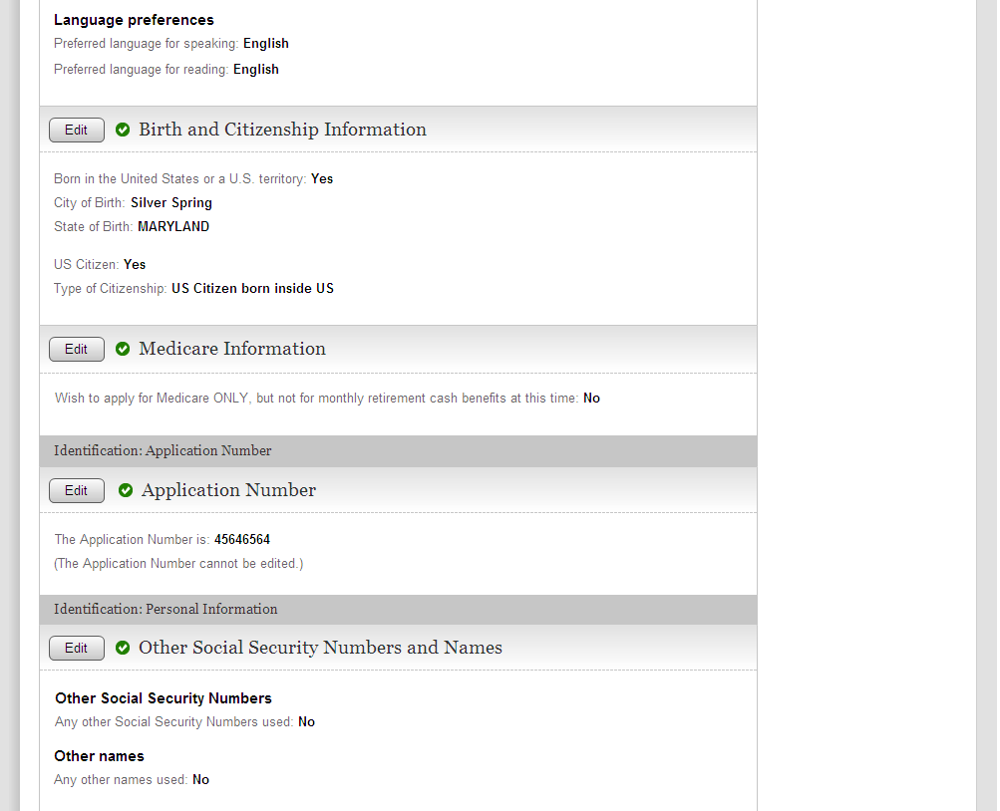 Language preferences
Preferred language for speaking: English
Preferred language for reading: English
Edit Birth and Citizenship Information
Born in the United States or a U.S. territory: Yes
City of Birth: Silver Spring
State of Birth: MARYLAND
US Citizen: Yes
Type of Citizenship: US Citizen born inside US
Edit Medicare Information
Wish to apply for Medicare ONLY, but not for monthly retirement cash benefits at this time: No
Identification: Application Number
Edit Application Number
The Application Number is: 45646564
(The Application Number cannot be edited.)
Identification: Personal Information
Edit Other Social Security Numbers and Names
Other Social Security Numbers
Any other Social Security Numbers used: No
Other names
Any other names used: No